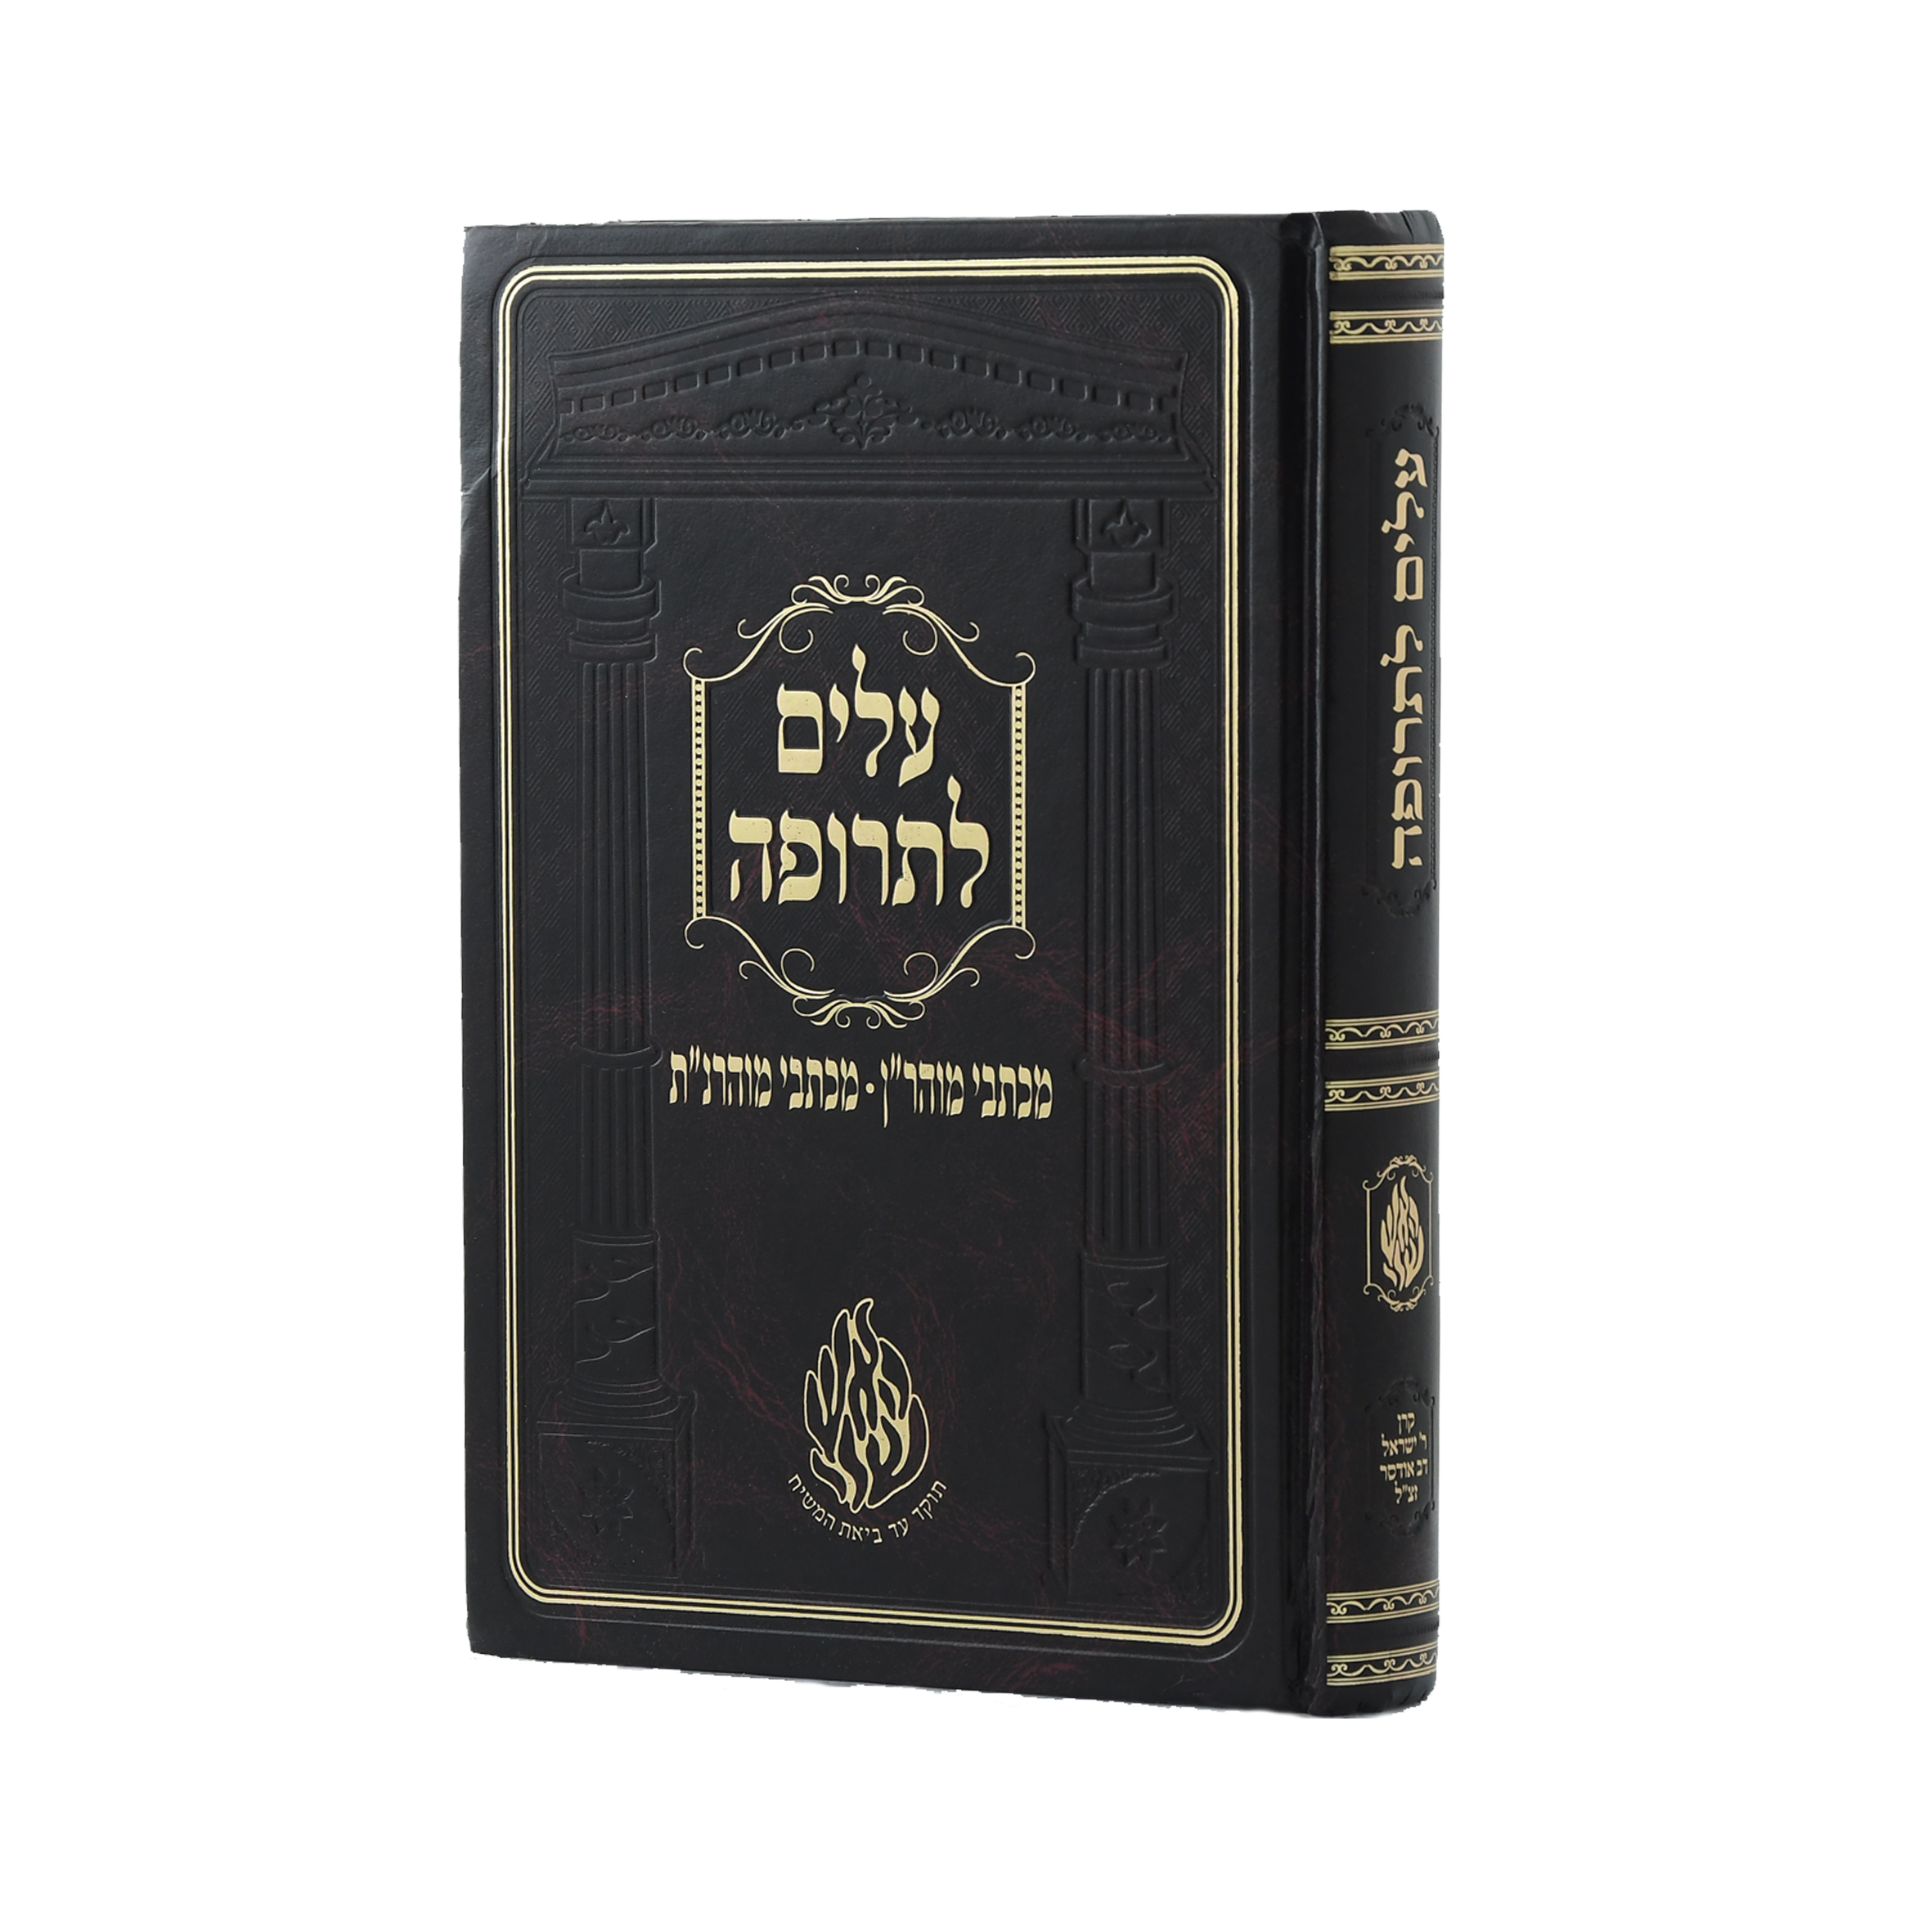 עלים
לתרופה
מכתבי מוהר"ן • מכתבי מוהרנ"ת
תוקד עד ביאת המשיח
עלים לתרופה
קרן
ר' ישראל
דב אודסר
זצ"ל